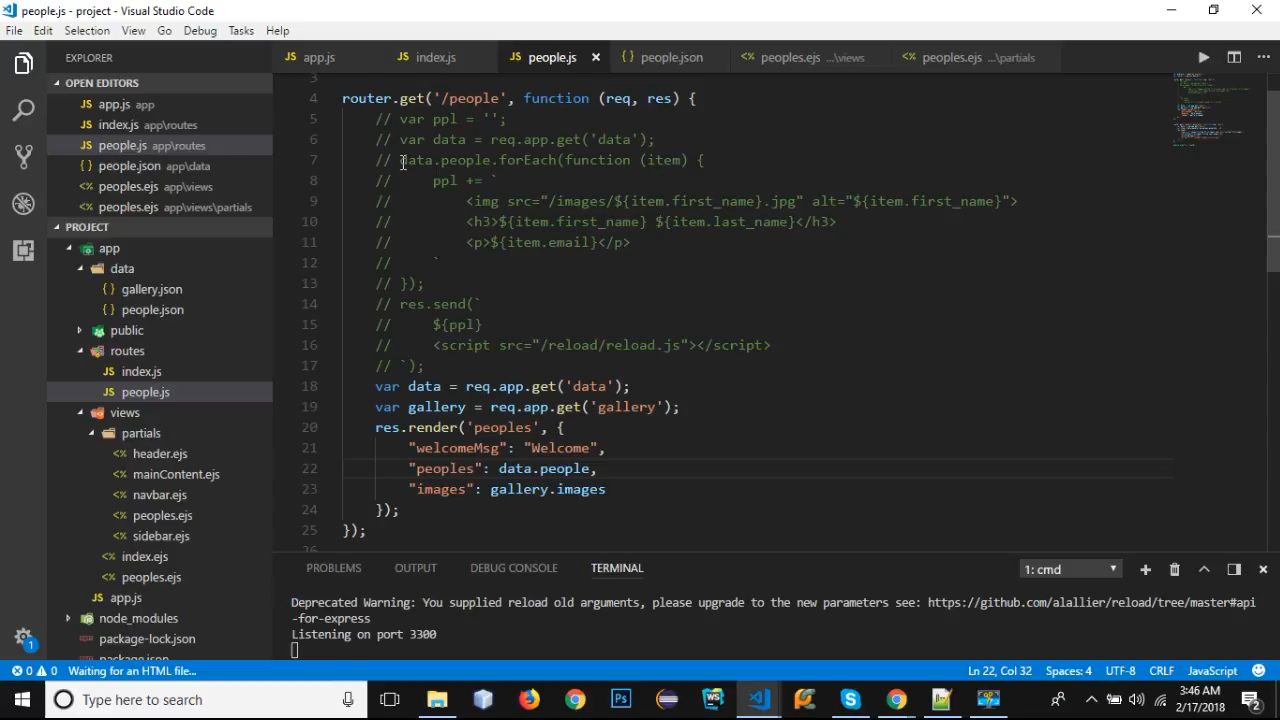 people.js - project - Visual Studio Code
File Edit Selection View Go Debug Tasks Help
EXPLORER
OPEN EDITORS
app.js app
index.js app\routes
people.js app\routes
people.json app\data
peoples.ejs app\views
peoples.ejs app\views\partials
PROJECT
app
data
gallery.json
people.json
public
routes
index.js
people.js
views
partials
header.ejs
mainContent.ejs
navbar.ejs
peoples.ejs
sidebar.ejs
index.ejs
peoples.ejs
app.js
node_modules
package-lock.json
package.json
app.js index.js people.js people.json peoples.ejs ...\views peoples.ejs ...\partials
3
4 router.get('/people', function (req, res) {
5 // var ppl = '';
6 // var data = req.app.get('data');
7 // data.people.forEach(function (item) {
8 // ppl += `
9 // <img src="/images/${item.first_name}.jpg" alt="${item.first_name}">
10 // <h3>${item.first_name} ${item.last_name}</h3>
11 // <p>${item.email}</p>
12 // `
13 // });
14 // res.send(`
15 // ${ppl}
16 // <script src="/reload/reload.js"></script>
17 // `);
18 var data = req.app.get('data');
19 var gallery = req.app.get('gallery');
20 res.render('peoples', {
21 "welcomeMsg": "Welcome",
22 "peoples": data.people,
23 "images": gallery.images
24 });
25 });
26
PROBLEMS OUTPUT DEBUG CONSOLE TERMINAL 1: cmd
Deprecated Warning: You supplied reload old arguments, please upgrade to the new parameters see: https://github.com/alallier/reload/tree/master#api
-for-express
Listening on port 3300
1
0 0 Waiting for an HTML file... Ln 22, Col 32 Spaces: 4 UTF-8 CRLF JavaScript
Type here to search
3:46 AM
2/17/2018
2